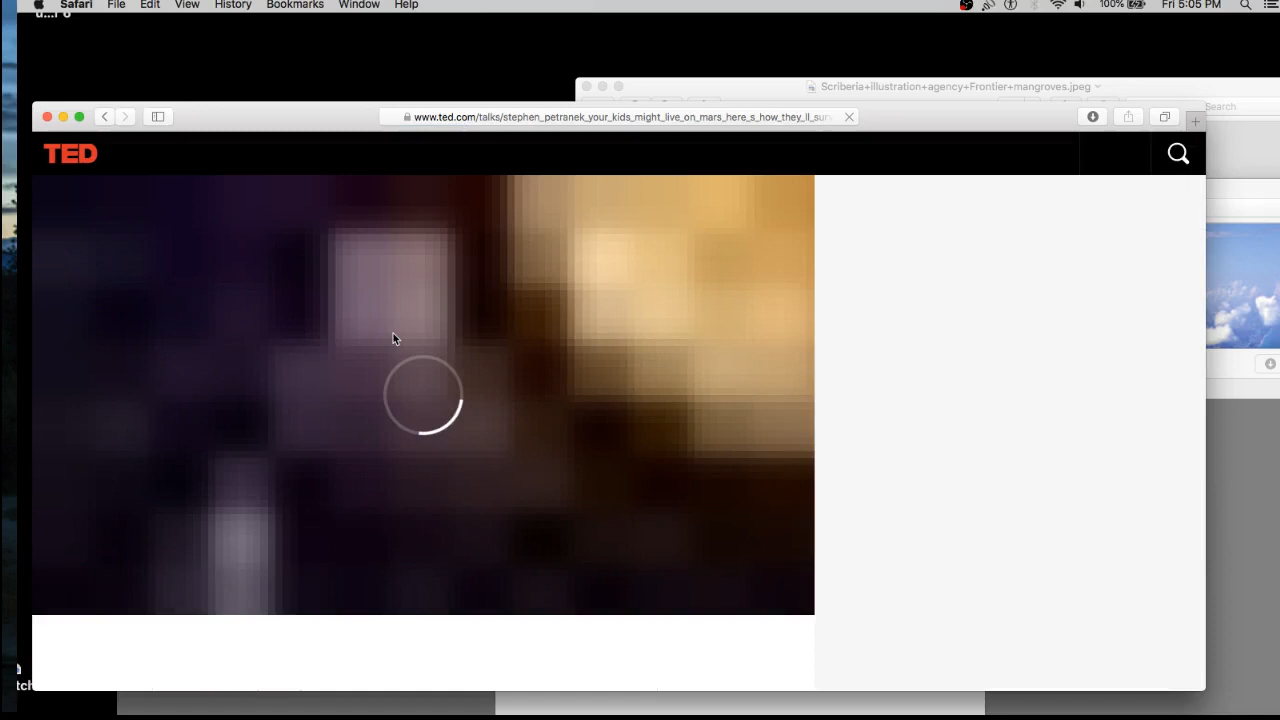 Safari File Edit View History Bookmarks Window Help 100% Fri 5:05 PM
Scriberia+illustration+agency+Frontier+mangroves.jpeg
Search
www.ted.com/talks/stephen_petranek_your_kids_might_live_on_mars_here_s_how_they_ll_sur
TED